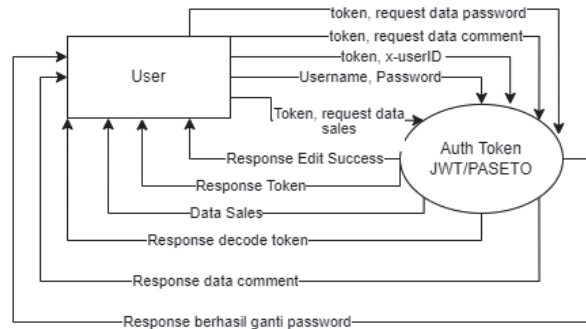 token, request data password
token, request data comment
token, x-userID
Username, Password
User
Token, request data
sales
Auth Token
JWT/PASETO
Response Edit Success
Response Token
Data Sales
Response decode token
Response data comment
Response berhasil ganti password